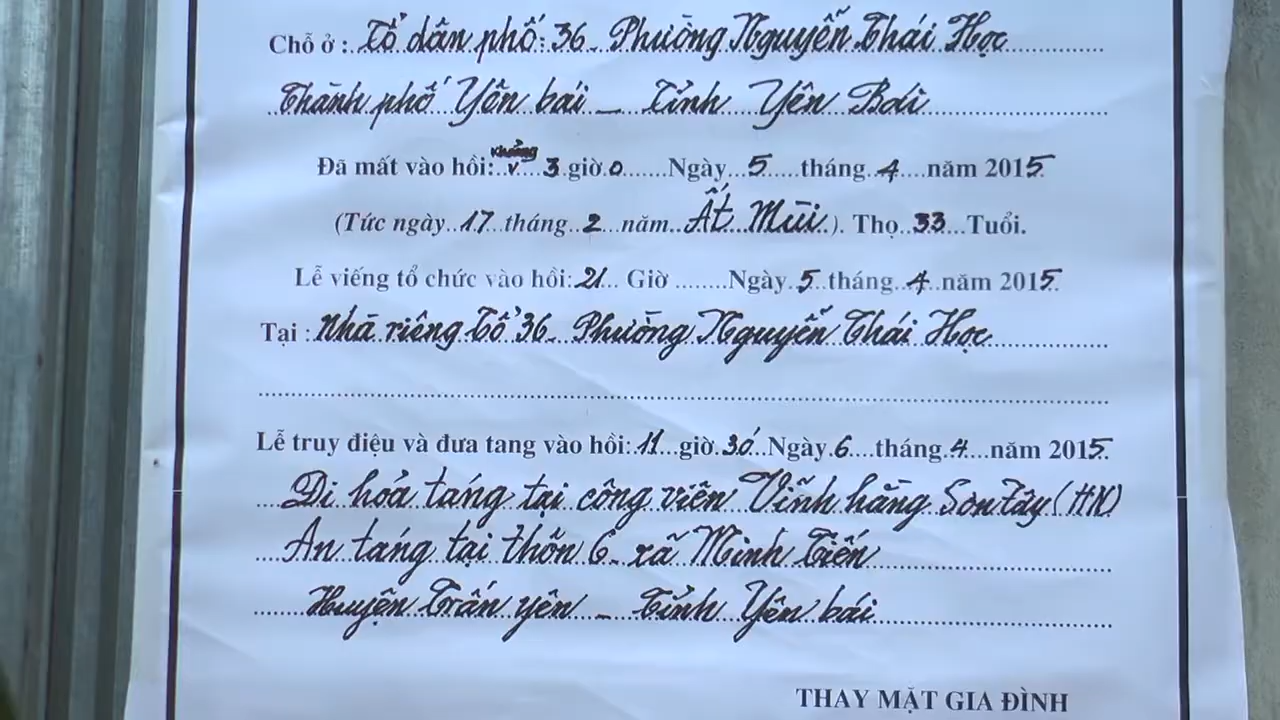 Chỗ ở : Tổ dân phố: 36 - Phường Nguyễn Thái Học
Thành phố Yên bái - Tỉnh Yên Bái
Đã mất vào hồi: khoảng 3 giờ 0 Ngày 5 tháng 4 năm 2015
(Tức ngày 17 tháng 2 năm Ất Mùi). Thọ 33 Tuổi.
Lễ viếng tổ chức vào hồi: 21 Giờ Ngày 5 tháng 4 năm 2015
Tại : Nhà riêng Tổ 36 - Phường Nguyễn Thái Học
Lễ truy điệu và đưa tang vào hồi: 11 giờ 30' Ngày 6 tháng 4 năm 2015
Di hỏa táng tại công viên Vĩnh hằng Sơn Tây (HN)
An táng tại thôn 6 - xã Minh Tiến
Huyện Trấn yên - Tỉnh Yên bái
THAY MẶT GIA ĐÌNH